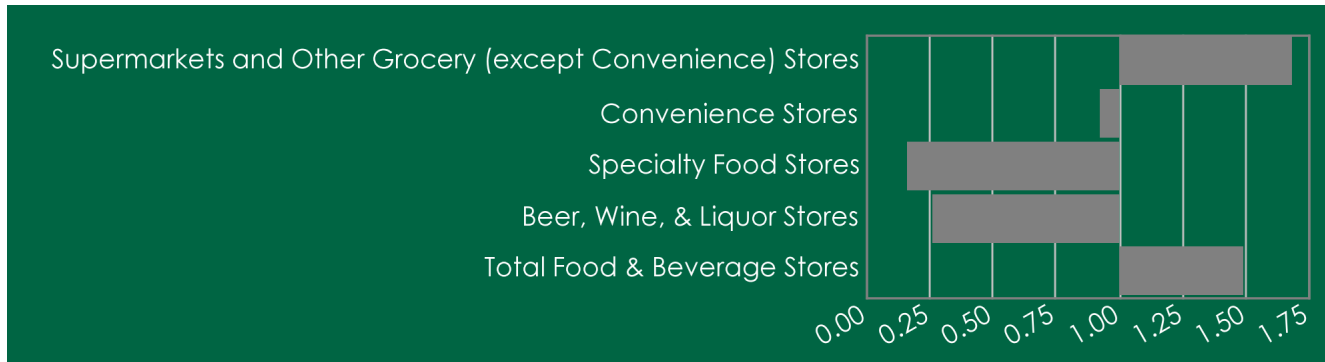 Supermarkets and Other Grocery (except Convenience) Stores
Convenience Stores
Specialty Food Stores
Beer, Wine, & Liquor Stores
Total Food & Beverage Stores
0.00 0.25 0.50 0.75 1.00 1.25 1.50 1.75